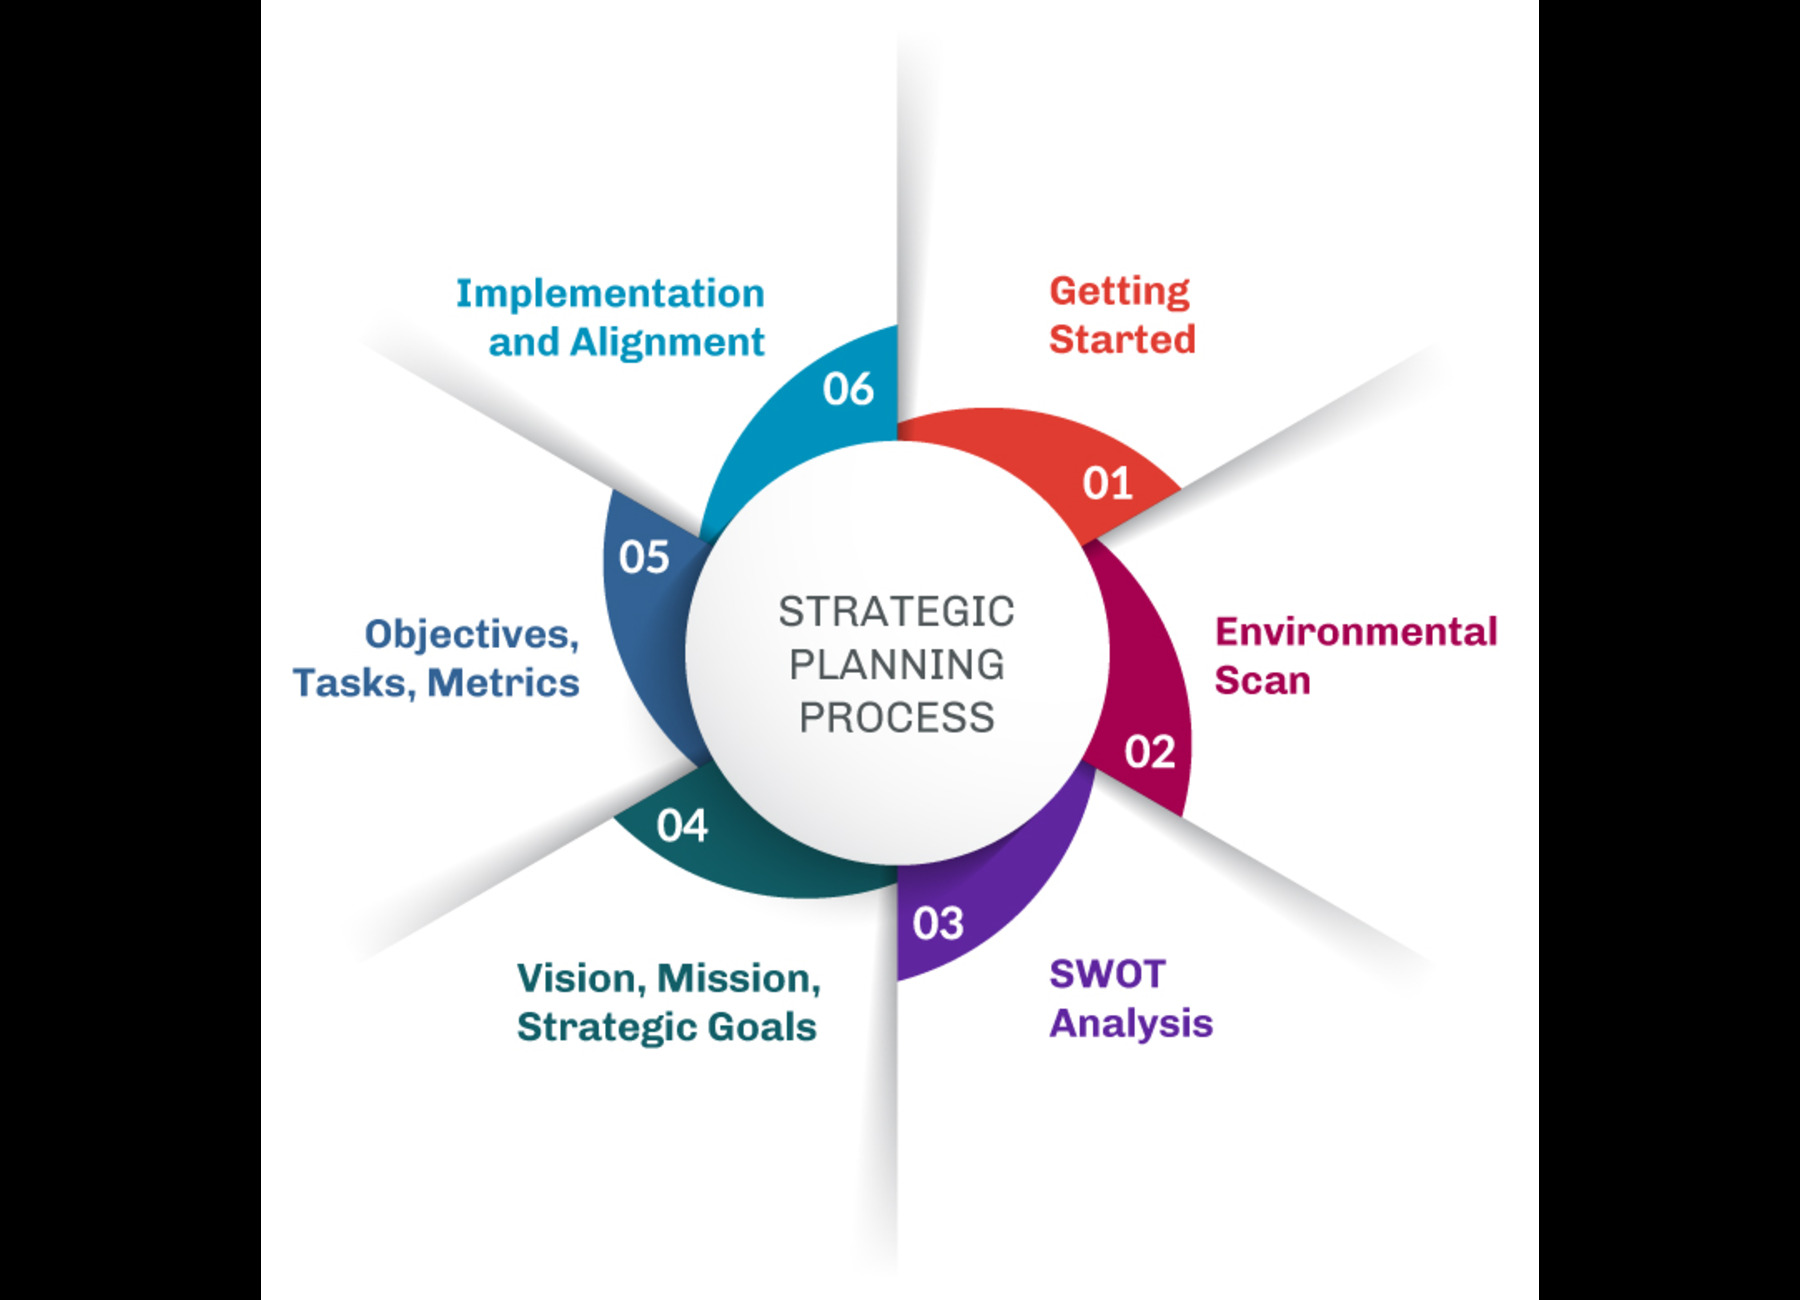 STRATEGIC
PLANNING
PROCESS
01
Getting
Started
02
Environmental
Scan
03
SWOT
Analysis
04
Vision, Mission,
Strategic Goals
05
Objectives,
Tasks, Metrics
06
Implementation
and Alignment